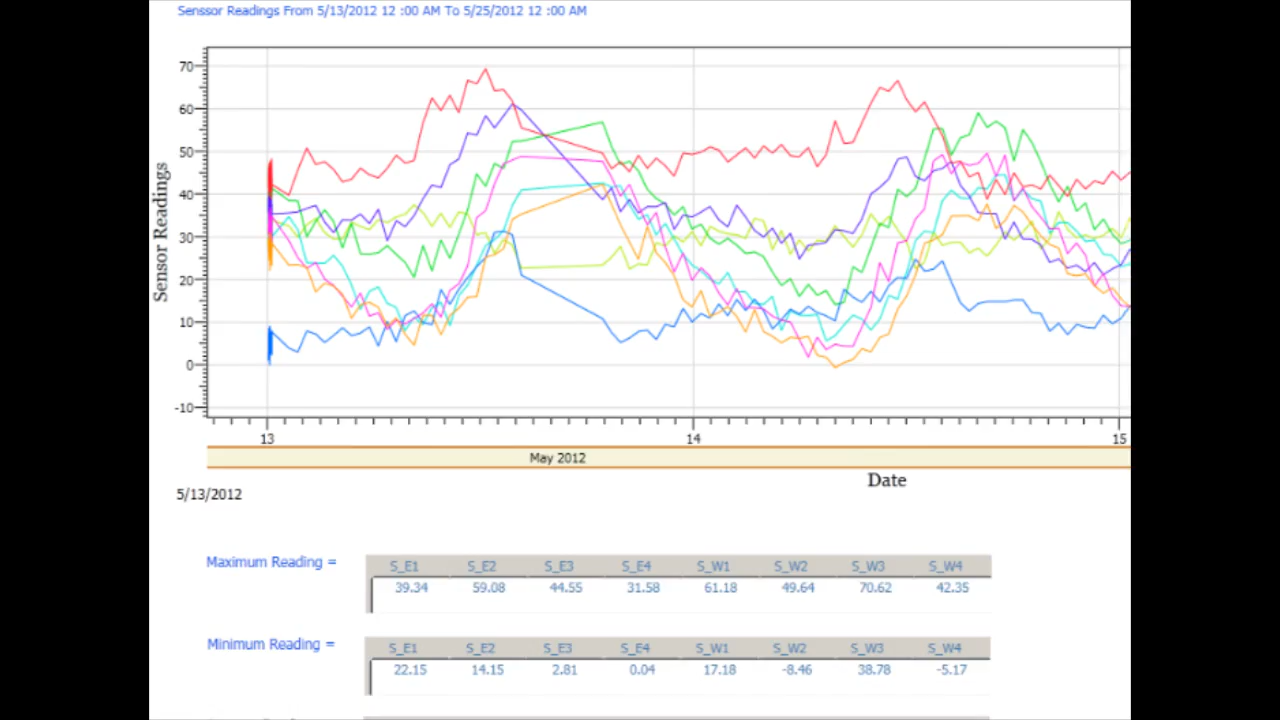 Senssor Readings From 5/13/2012 12 :00 AM To 5/25/2012 12 :00 AM
70
60
50
40
30
20
10
0
-10
Sensor Readings
13 14 15
May 2012
Date
5/13/2012
Maximum Reading =
S_E1 S_E2 S_E3 S_E4 S_W1 S_W2 S_W3 S_W4
39.34 59.08 44.55 31.58 61.18 49.64 70.62 42.35
Minimum Reading =
S_E1 S_E2 S_E3 S_E4 S_W1 S_W2 S_W3 S_W4
22.15 14.15 2.81 0.04 17.18 -8.46 38.78 -5.17